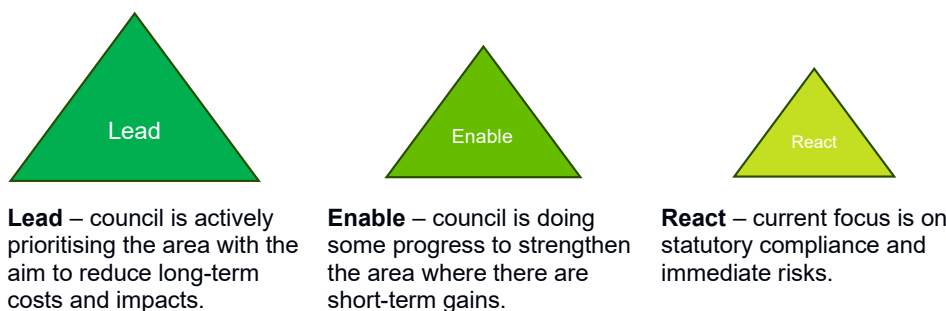 Lead
Enable
React
Lead – council is actively
prioritising the area with the
aim to reduce long-term
costs and impacts.
Enable – council is doing
some progress to strengthen
the area where there are
short-term gains.
React – current focus is on
statutory compliance and
immediate risks.